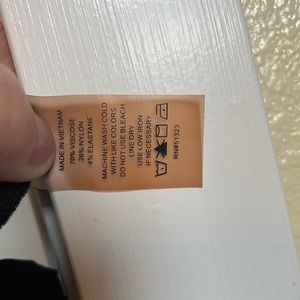 MADE IN VIETNAM
70% VISCOSE
26% NYLON
4% ELASTANE
MACHINE WASH COLD
WITH LIKE COLORS
DO NOT USE BLEACH
LINE DRY
USE LOW IRON
IF NECESSARY
RN#51323